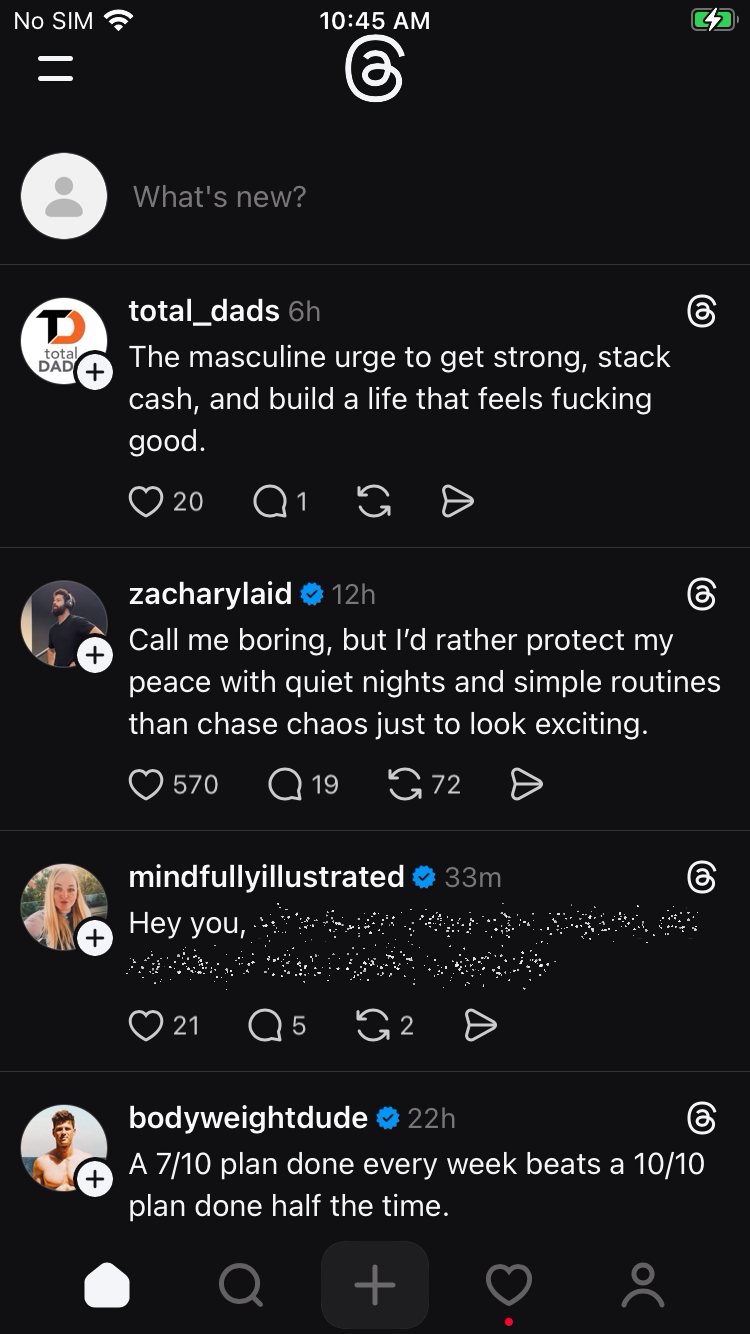 No SIM 10:45 AM
What's new?
total_dads 6h
The masculine urge to get strong, stack
cash, and build a life that feels fucking
good.
20 1
TD
total
DAD
zacharylaid 12h
Call me boring, but I’d rather protect my
peace with quiet nights and simple routines
than chase chaos just to look exciting.
570 19 72
mindfullyillustrated 33m
Hey you,
21 5 2
bodyweightdude 22h
A 7/10 plan done every week beats a 10/10
plan done half the time.